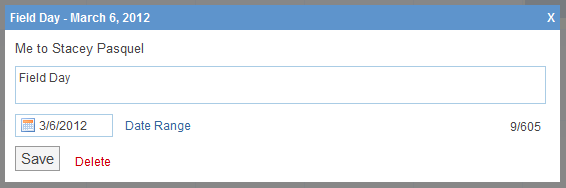 Field Day - March 6, 2012 X
Me to Stacey Pasquel
Field Day
3/6/2012 Date Range 9/605
Save Delete